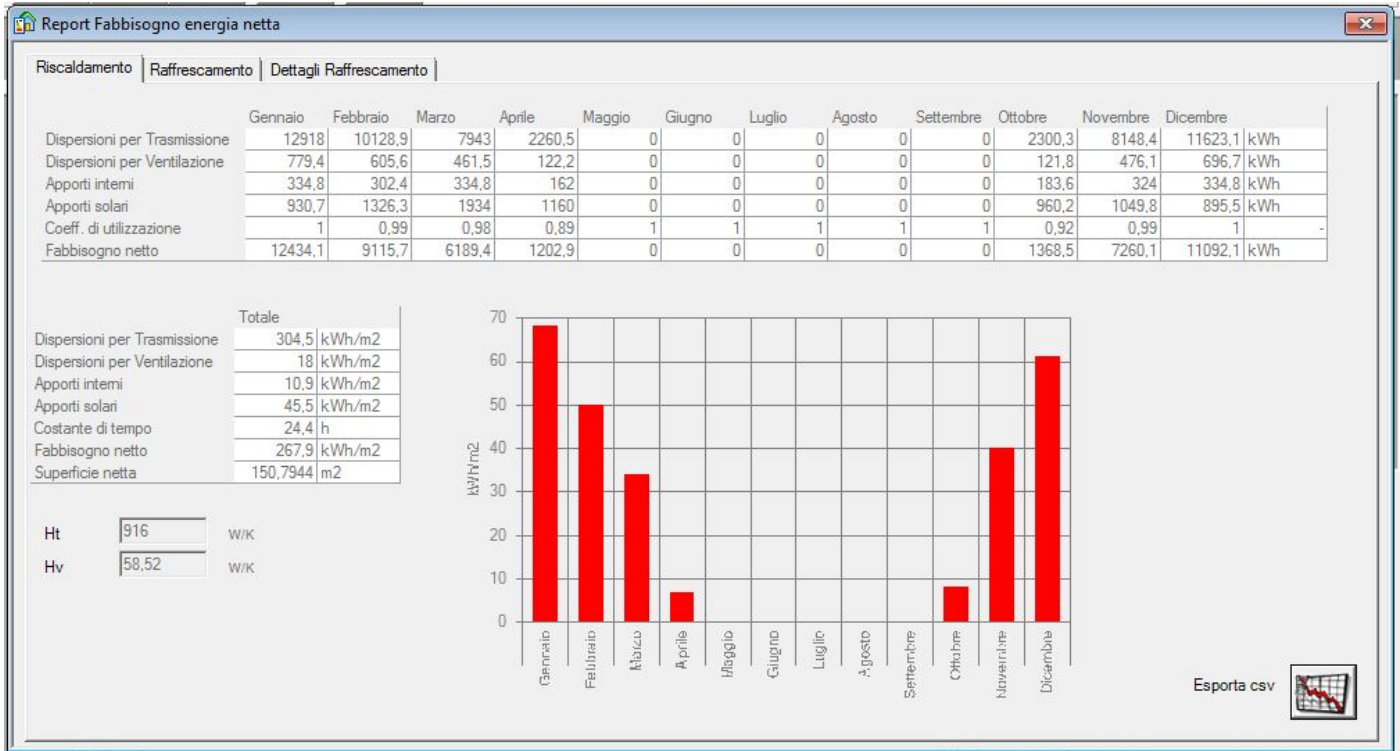 Report Fabbisogno energia netta
Riscaldamento Raffrescamento Dettagli Raffrescamento
Gennaio Febbraio Marzo Aprile Maggio Giugno Luglio Agosto Settembre Ottobre Novembre Dicembre
Dispersioni per Trasmissione 12918 10128,9 7943 2260,5 0 0 0 0 0 2300,3 8148,4 11623,1 kWh
Dispersioni per Ventilazione 779,4 605,6 461,5 122,2 0 0 0 0 0 121,8 476,1 696,7 kWh
Apporti interni 334,8 302,4 334,8 162 0 0 0 0 0 183,6 324 334,8 kWh
Apporti solari 930,7 1326,3 1934 1160 0 0 0 0 0 960,2 1049,8 895,5 kWh
Coeff. di utilizzazione 1 0,99 0,98 0,89 1 1 1 1 1 0,92 0,99 1 -
Fabbisogno netto 12434,1 9115,7 6189,4 1202,9 0 0 0 0 0 1368,5 7260,1 11092,1 kWh
Totale
Dispersioni per Trasmissione 304,5 kWh/m2
Dispersioni per Ventilazione 18 kWh/m2
Apporti interni 10,9 kWh/m2
Apporti solari 45,5 kWh/m2
Costante di tempo 24,4 h
Fabbisogno netto 267,9 kWh/m2
Superficie netta 150,7944 m2
Ht 916 W/K
Hv 58,52 W/K
70
60
50
40
30
20
10
0
kWh/m2
Gennaio Febbraio Marzo Aprile Maggio Giugno Luglio Agosto Settembre Ottobre Novembre Dicembre
Esporta csv